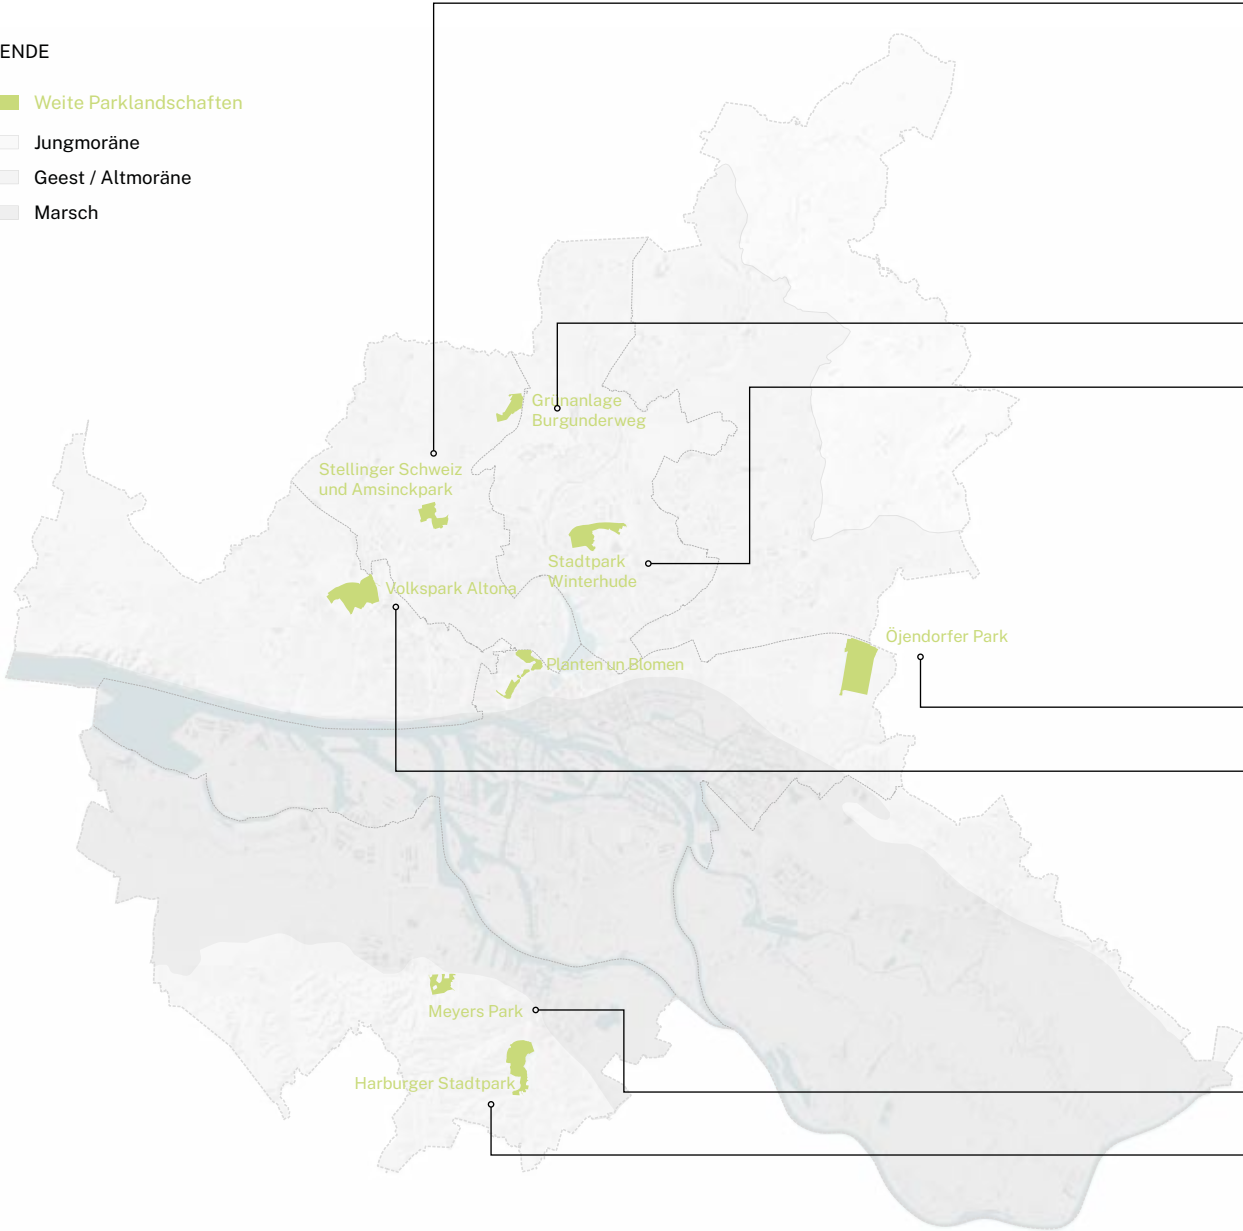 ENDE
Weite Parklandschaften
Jungmoräne
Geest / Altmoräne
Marsch
Grünanlage
Burgunderweg
Stellinger Schweiz
und Amsinckpark
Stadtpark
Winterhude
Volkspark Altona
Öjendorfer Park
Planten un Blomen
Meyers Park
Harburger Stadtpark